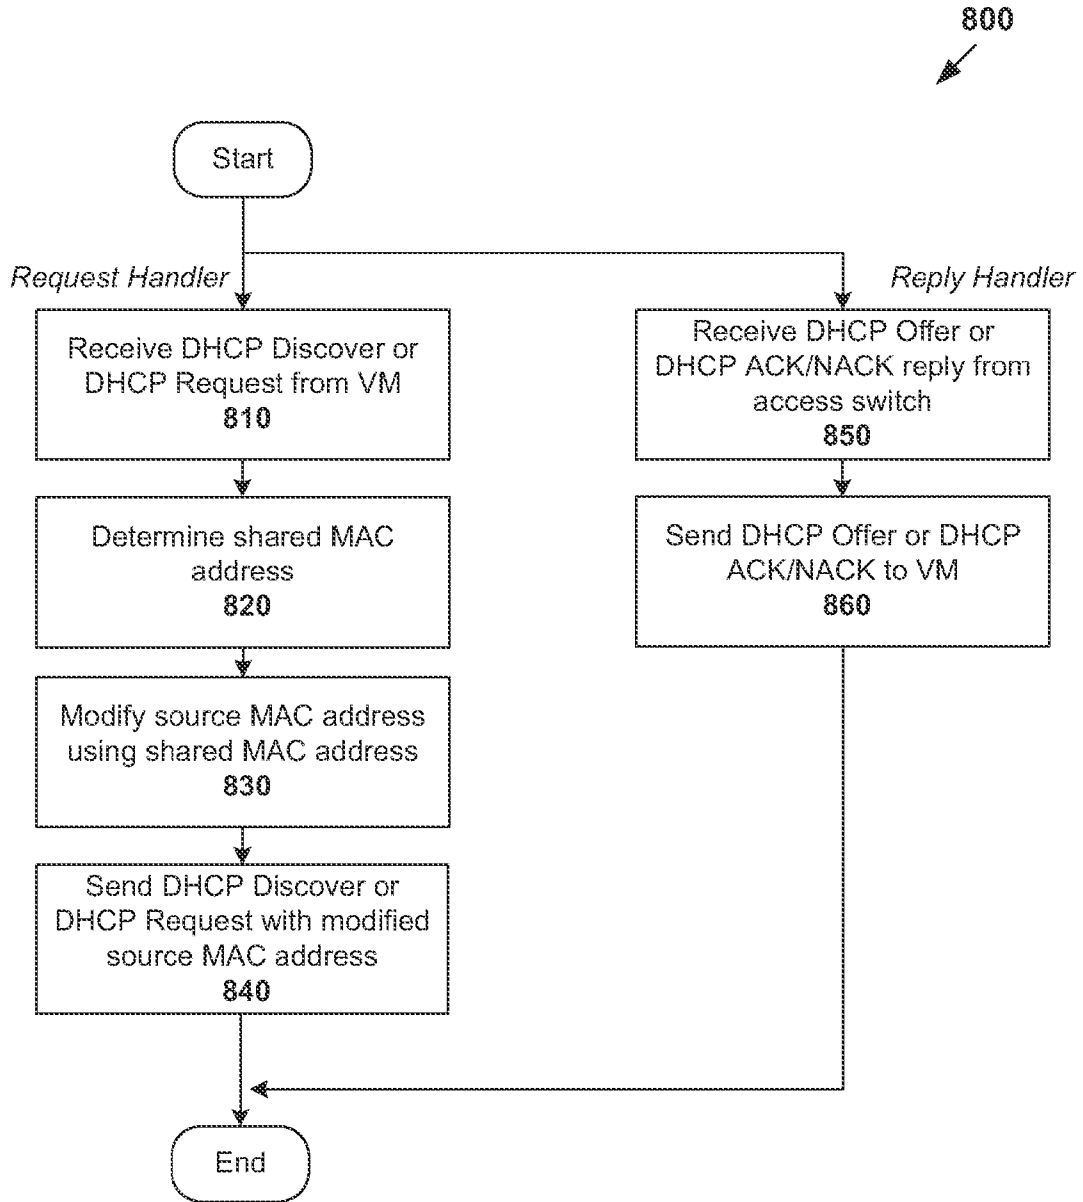 800
Start
Request Handler
Reply Handler
Receive DHCP Discover or
DHCP Request from VM
810
Determine shared MAC
address
820
Modify source MAC address
using shared MAC address
830
Send DHCP Discover or
DHCP Request with modified
source MAC address
840
Receive DHCP Offer or
DHCP ACK/NACK reply from
access switch
850
Send DHCP Offer or DHCP
ACK/NACK to VM
860
End